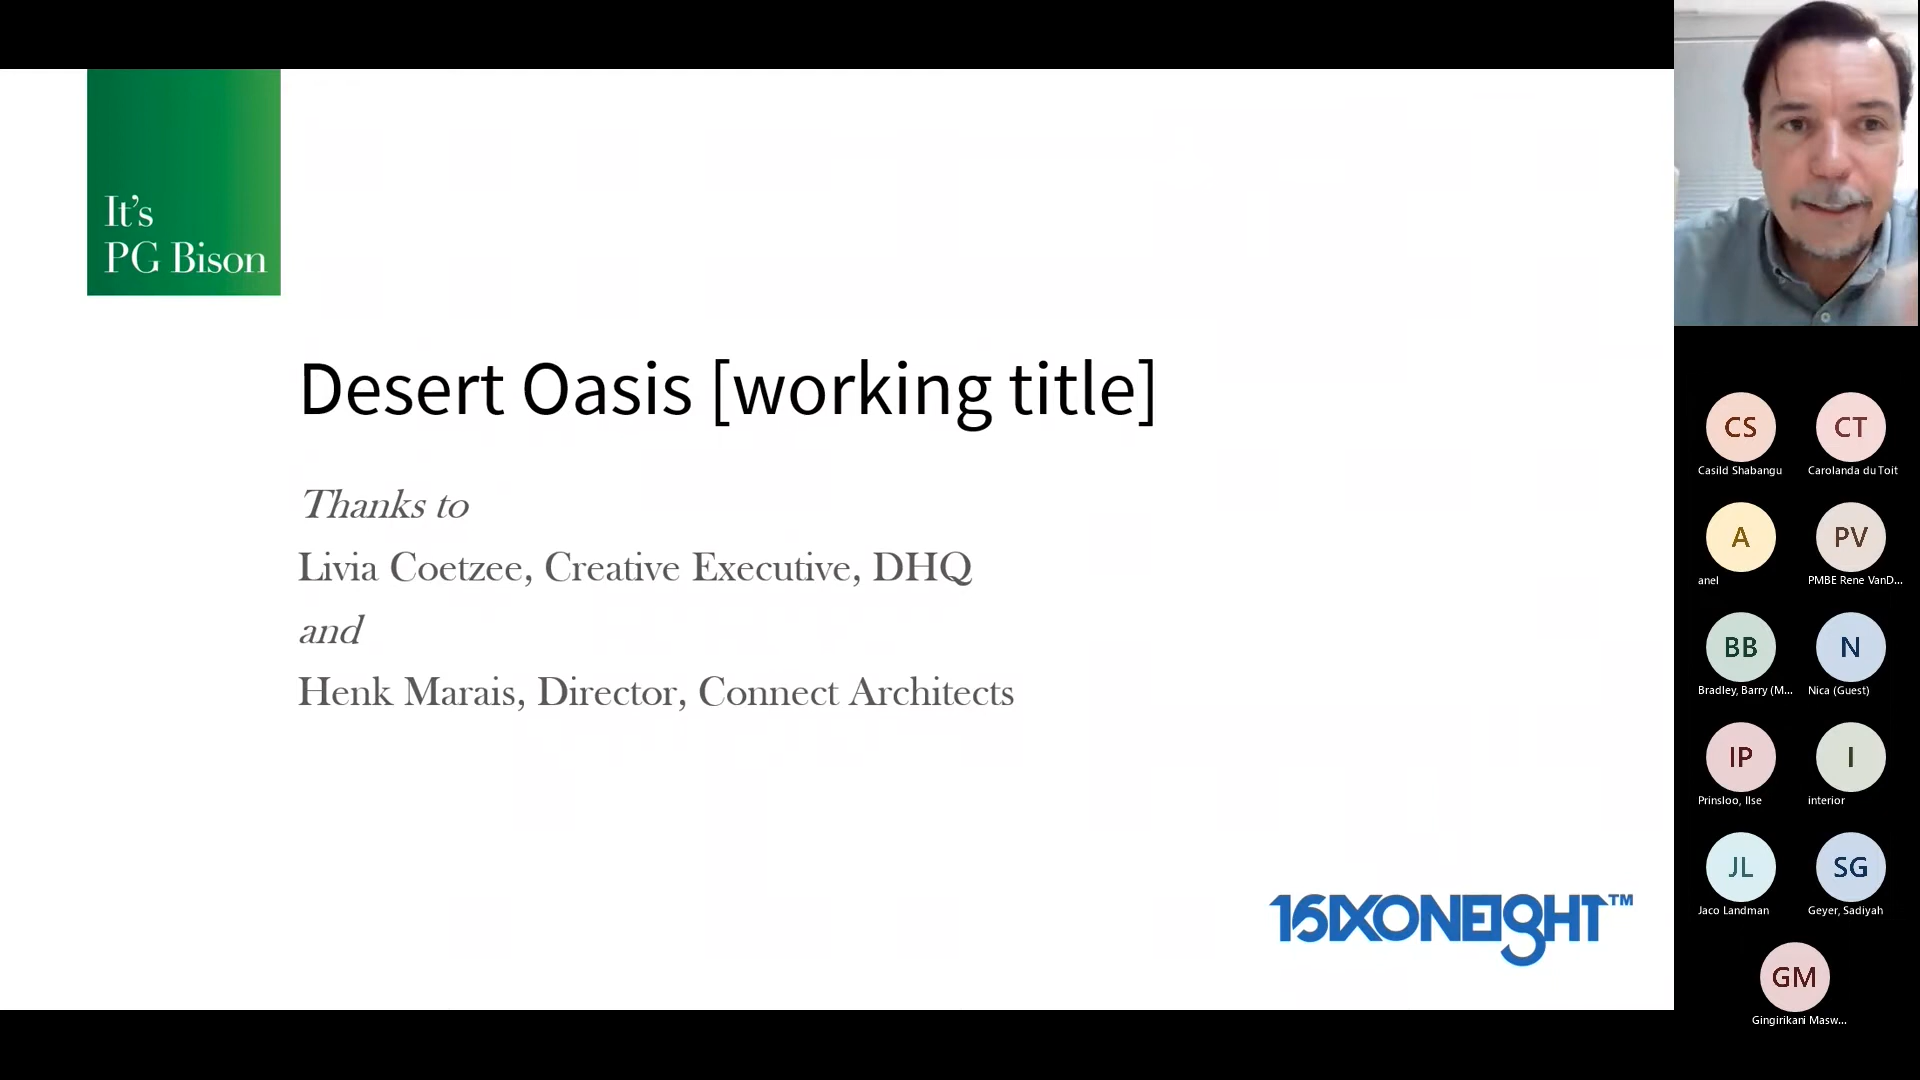 It's
PG Bison
Desert Oasis [working title]
Thanks to
Livia Coetzee, Creative Executive, DHQ
and
Henk Marais, Director, Connect Architects
16IXONEIGHT™
CS
CT
Casild Shabangu
Carolanda du Toit
A
PV
anel
PMBE Rene VanD...
BB
N
Bradley, Barry (M...
Nica (Guest)
IP
I
Prinsloo, Ilse
interior
JL
SG
Jaco Landman
Geyer, Sadiyah
GM
Gingirikani Masw...